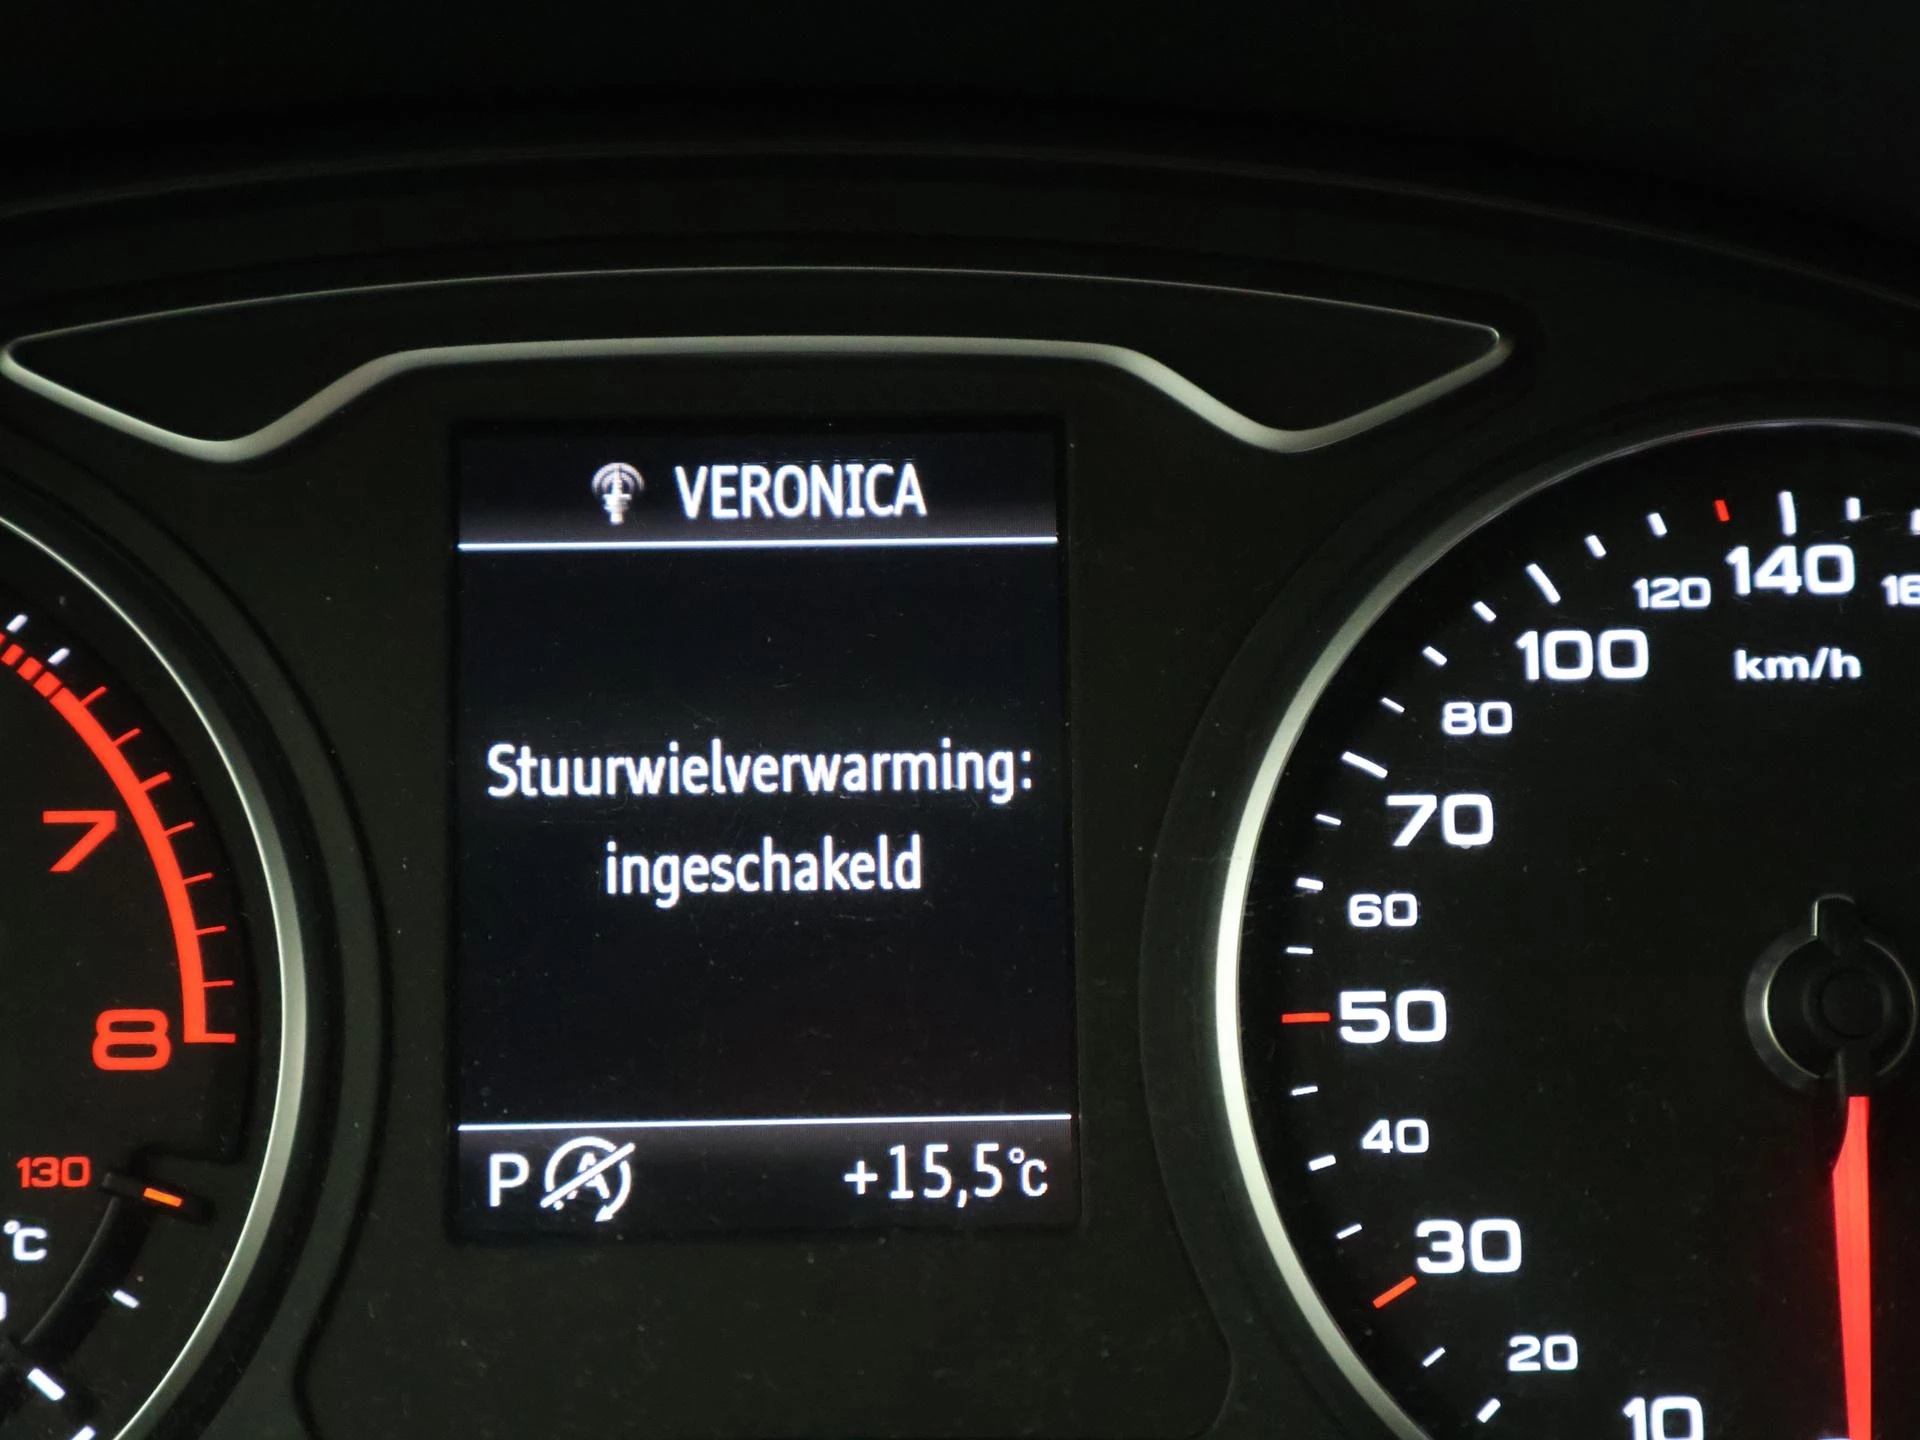 VERONICA
Stuurwielverwarming:
ingeschakeld
P A +15,5°C
7
8
130
°C
140
120
100
km/h
80
70
60
50
40
30
20
10